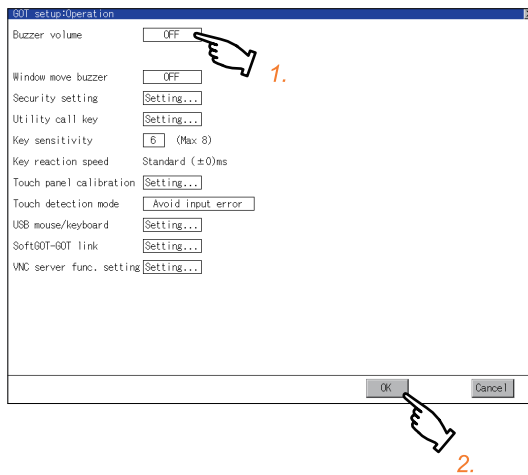 GOT setup:Operation
Buzzer volume OFF
1.
Window move buzzer OFF
Security setting Setting...
Utility call key Setting...
Key sensitivity 6 (Max 8)
Key reaction speed Standard (±0)ms
Touch panel calibration Setting...
Touch detection mode Avoid input error
USB mouse/keyboard Setting...
SoftGOT-GOT link Setting...
VNC server func. setting Setting...
OK Cancel
2.